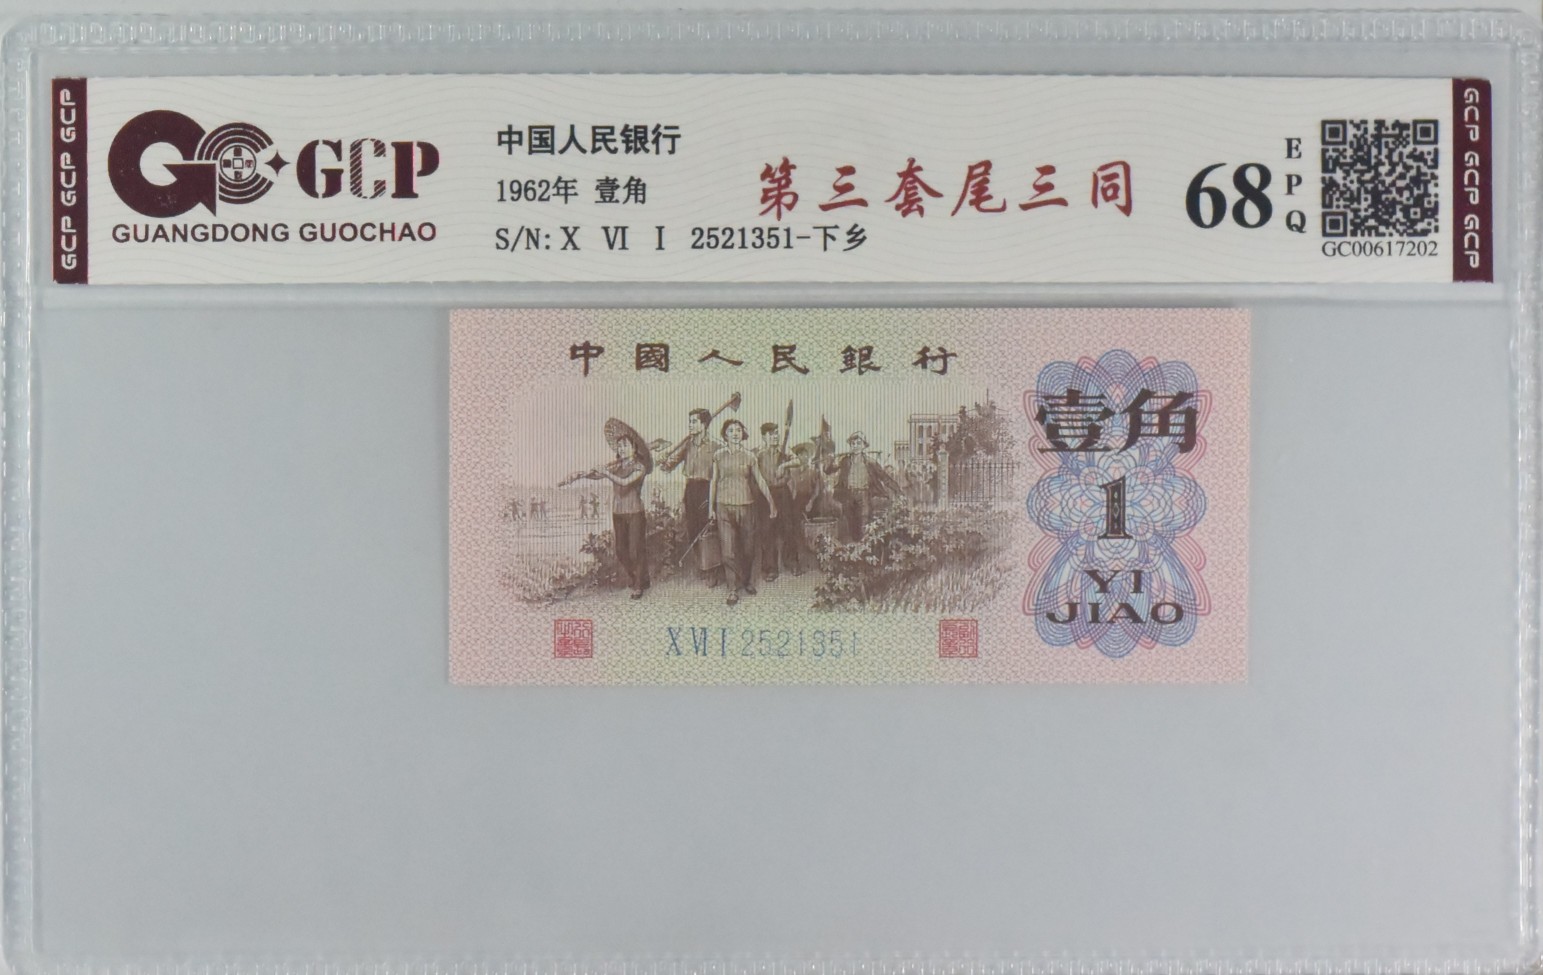 GCP GCP GCP
GCP
GUANGDONG GUOCHAO
中国人民银行
1962年 壹角
S/N: X VI I 2521351-下乡
第三套尾三同
68
EPQ
GC00617202
GCP GCP GCP
中國人民銀行
壹角
1
YI
JIAO
X VI I 2521351